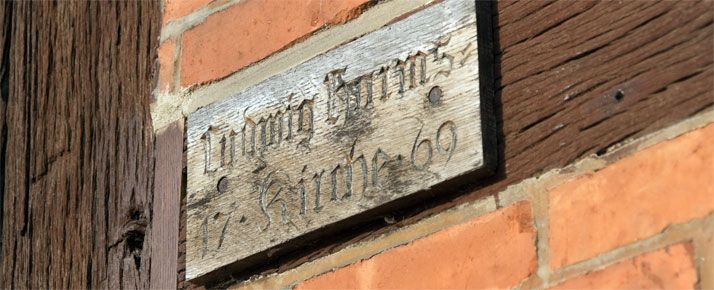 Ludwig Harms.
17. Kirche. 69